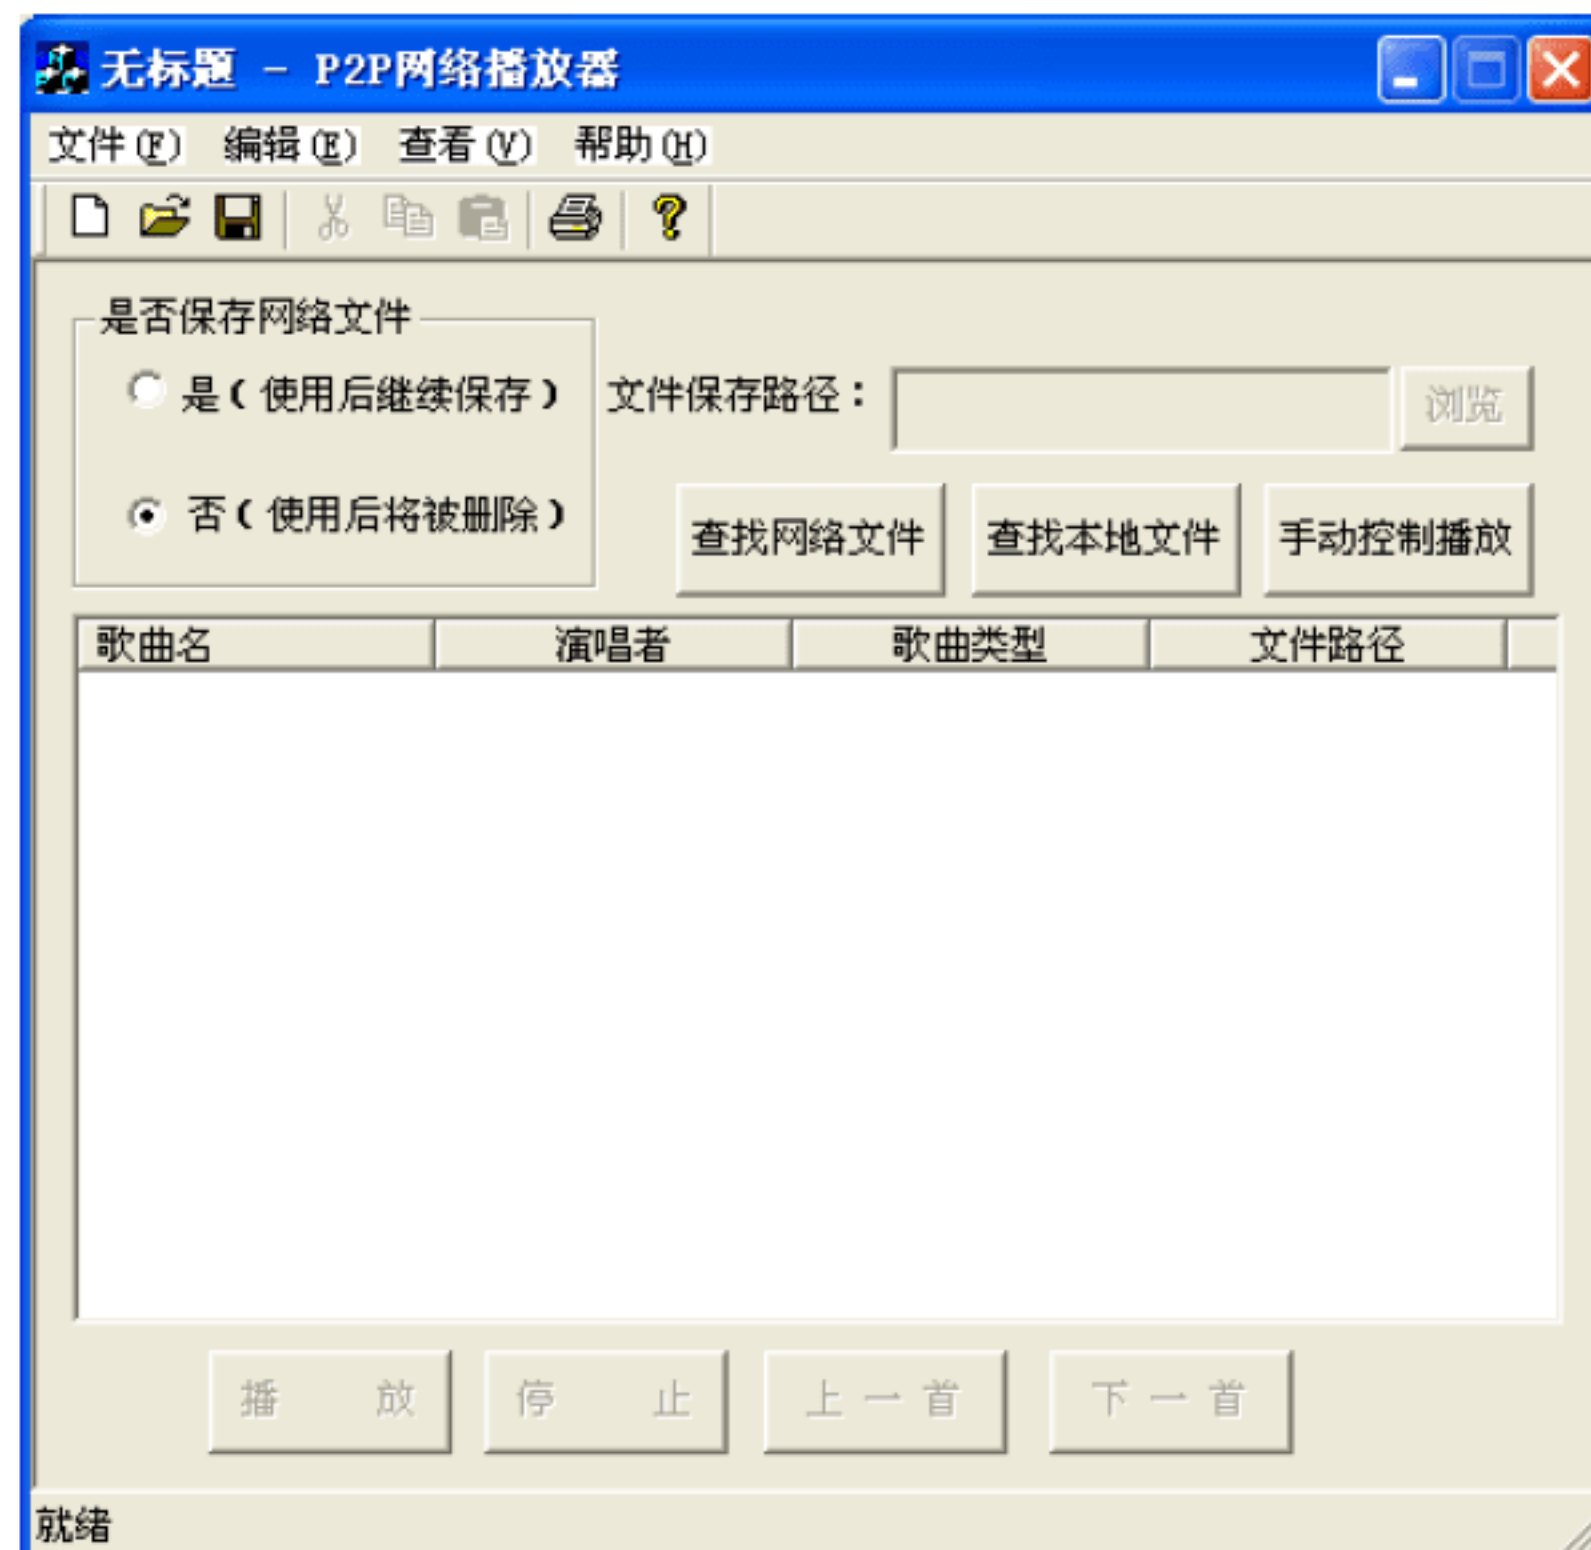 无标题 - P2P网络播放器
文件(F) 编辑(E) 查看(V) 帮助(H)
是否保存网络文件
是(使用后继续保存) 文件保存路径: 浏览
否(使用后将被删除) 查找网络文件 查找本地文件 手动控制播放
歌曲名 演唱者 歌曲类型 文件路径
播 放 停 止 上一首 下一首
就绪